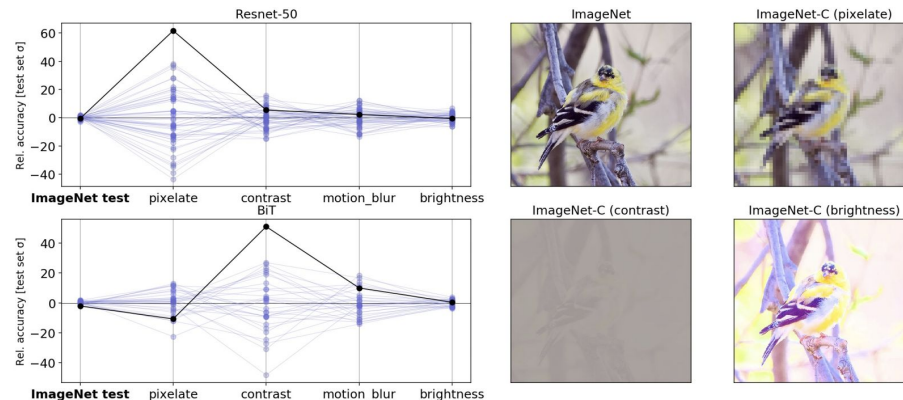 Resnet-50
Rel. accuracy [test set σ]
60
40
20
0
−20
−40
ImageNet test pixelate contrast motion_blur brightness
ImageNet
ImageNet-C (pixelate)
BiT
Rel. accuracy [test set σ]
40
20
0
−20
−40
ImageNet test pixelate contrast motion_blur brightness
ImageNet-C (contrast)
ImageNet-C (brightness)